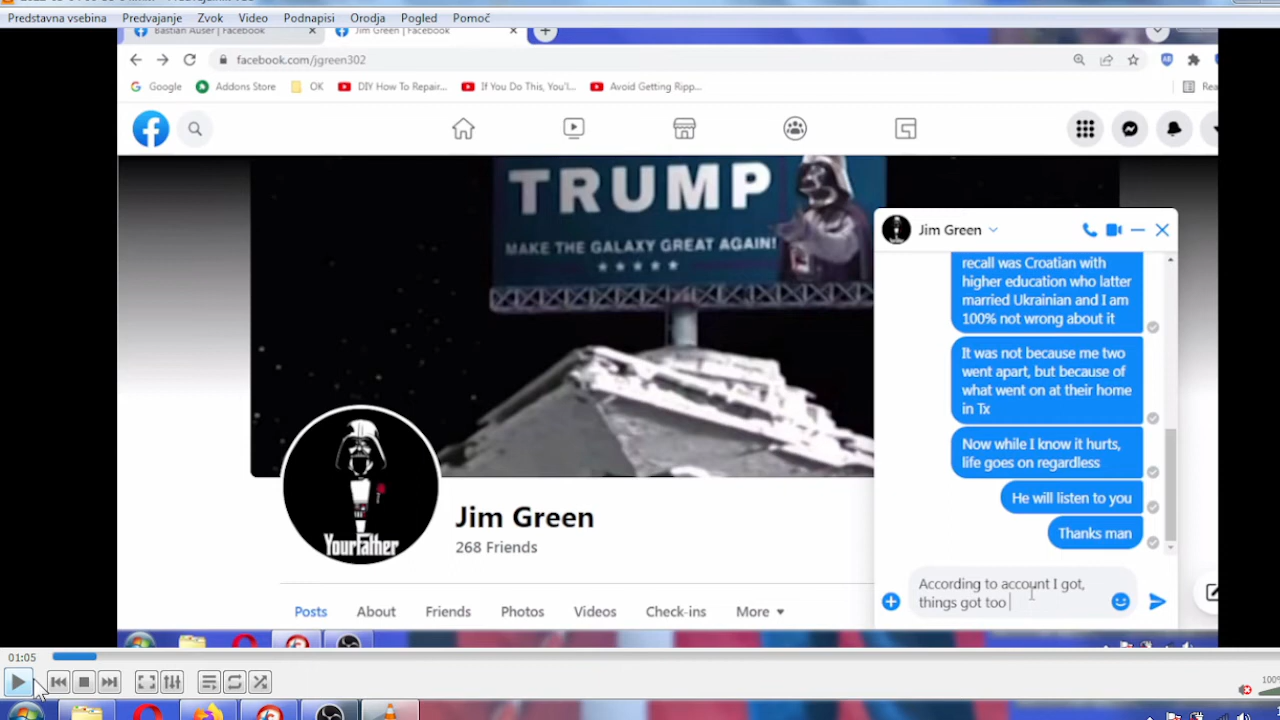 Predstavna vsebina Predvajanje Zvok Video Podnapisi Orodja Pogled Pomoč
Bastian Auser | Facebook
Jim Green | Facebook
facebook.com/jgreen302
Google Addons Store OK DIY How To Repair... If You Do This, You'l... Avoid Getting Ripp...
TRUMP
MAKE THE GALAXY GREAT AGAIN!
Jim Green
recall was Croatian with
higher education who latter
married Ukrainian and I am
100% not wrong about it
It was not because me two
went apart, but because of
what went on at their home
in Tx
Now while I know it hurts,
life goes on regardless
He will listen to you
Thanks man
According to account I got,
things got too
YourFather
Jim Green
268 Friends
Posts About Friends Photos Videos Check-ins More
01:05
100%